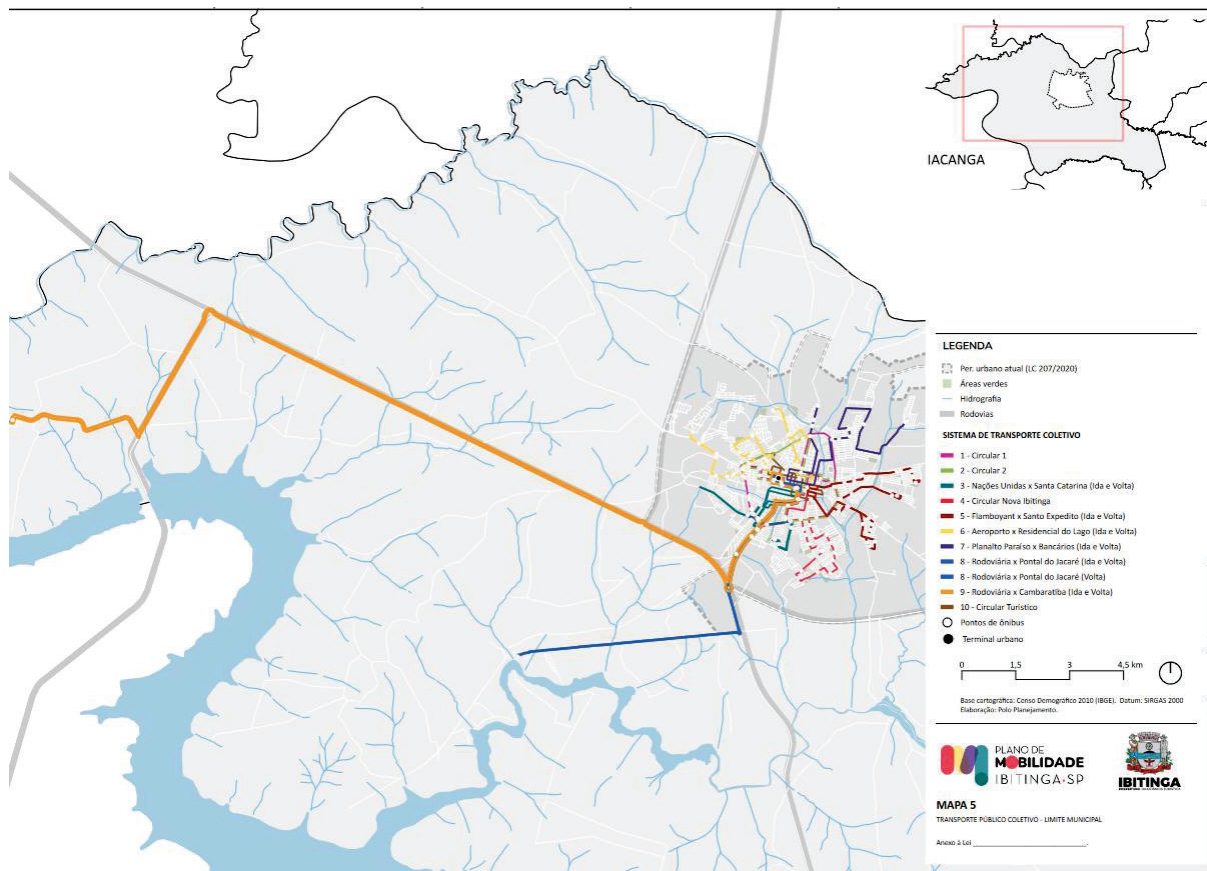 IACANGA
LEGENDA
Per. urbano atual (LC 207/2020)
Áreas verdes
Hidrografia
Rodovias
SISTEMA DE TRANSPORTE COLETIVO
1 - Circular 1
2 - Circular 2
3 - Nações Unidas x Santa Catarina (Ida e Volta)
4 - Circular Nova Ibitinga
5 - Flamboyant x Santo Expedito (Ida e Volta)
6 - Aeroporto x Residencial do Lago (Ida e Volta)
7 - Planalto Paraíso x Bancários (Ida e Volta)
8 - Rodoviária x Pontal do Jacaré (Ida e Volta)
8 - Rodoviária x Pontal do Jacaré (Volta)
9 - Rodoviária x Cambaratiba (Ida e Volta)
10 - Circular Turístico
Pontos de ônibus
Terminal urbano
0 1,5 3 4,5 km
Base cartográfica: Censo Demográfico 2010 (IBGE). Datum: SIRGAS 2000
Elaboração: Polo Planejamento.
PLANO DE
MOBILIDADE
IBITINGA•SP
IBITINGA
MAPA 5
TRANSPORTE PÚBLICO COLETIVO - LIMITE MUNICIPAL
Anexo à Lei ______________________________.